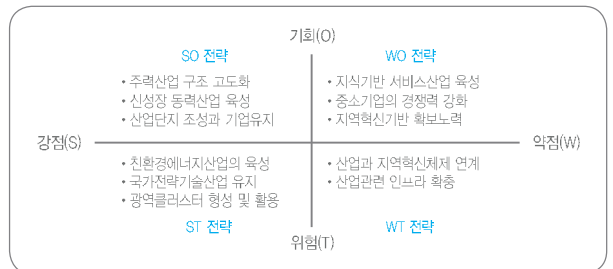 기회(O)
SO 전략
WO 전략
• 주력산업 구조 고도화
• 신성장 동력산업 육성
• 산업단지 조성과 기업유지
• 지식기반 서비스산업 육성
• 중소기업의 경쟁력 강화
• 지역혁신기반 확보노력
강점(S)
약점(W)
• 친환경에너지산업의 육성
• 국가전략기술산업 유지
• 광역클러스터 형성 및 활용
• 산업과 지역혁신체제 연계
• 산업관련 인프라 확충
ST 전략
WT 전략
위험(T)